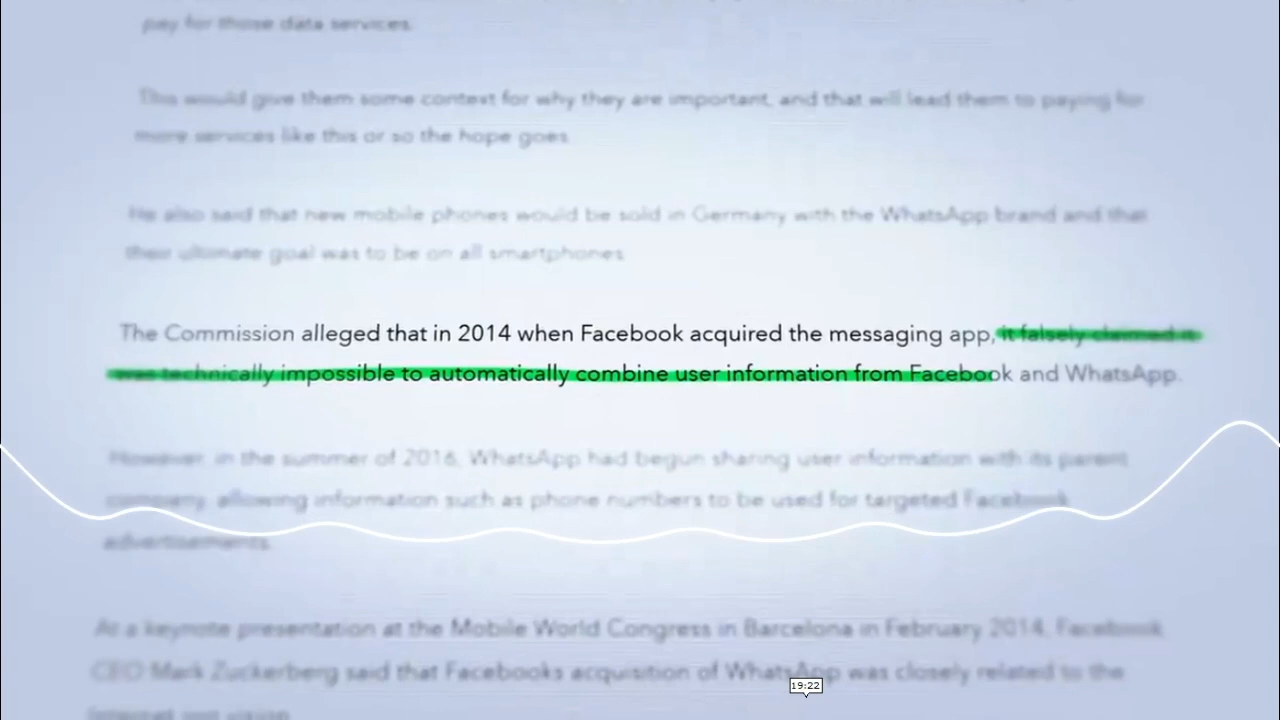 pay for those data services.
This would give them some context for why they are important, and that will lead them to paying for
more services like this or so the hope goes.
He also said that new mobile phones would be sold in Germany with the WhatsApp brand and that
their ultimate goal was to be on all smartphones.
The Commission alleged that in 2014 when Facebook acquired the messaging app, it falsely claimed it
was technically impossible to automatically combine user information from Facebook and WhatsApp.
However, in the summer of 2016, WhatsApp had begun sharing user information with its parent
company, allowing information such as phone numbers to be used for targeted Facebook
advertisements.
At a keynote presentation at the Mobile World Congress in Barcelona in February 2014, Facebook
CEO Mark Zuckerberg said that Facebooks acquisition of WhatsApp was closely related to the
vision
19:22